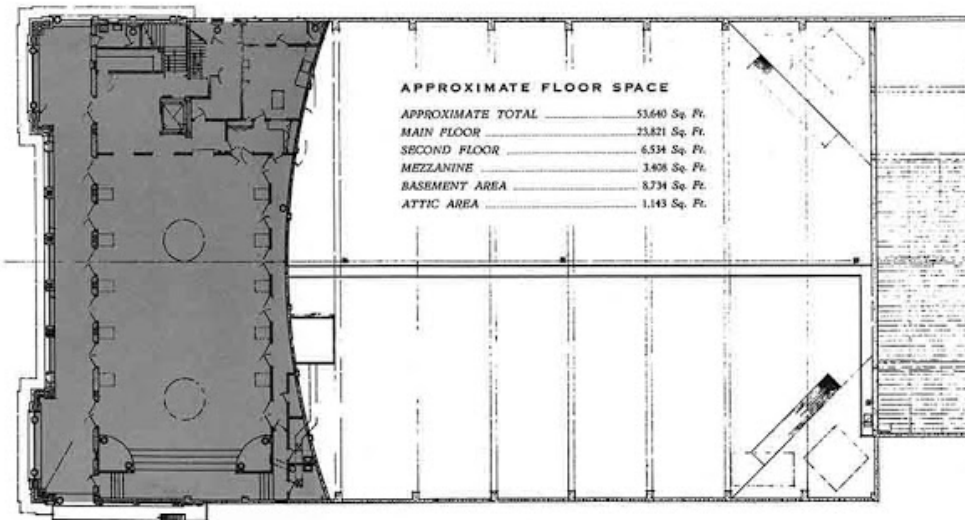 APPROXIMATE FLOOR SPACE
APPROXIMATE TOTAL ........................ 53,640 Sq. Ft.
MAIN FLOOR ........................ 23,821 Sq. Ft.
SECOND FLOOR ........................ 6,534 Sq. Ft.
MEZZANINE ........................ 3,408 Sq. Ft.
BASEMENT AREA ........................ 8,734 Sq. Ft.
ATTIC AREA ........................ 1,143 Sq. Ft.